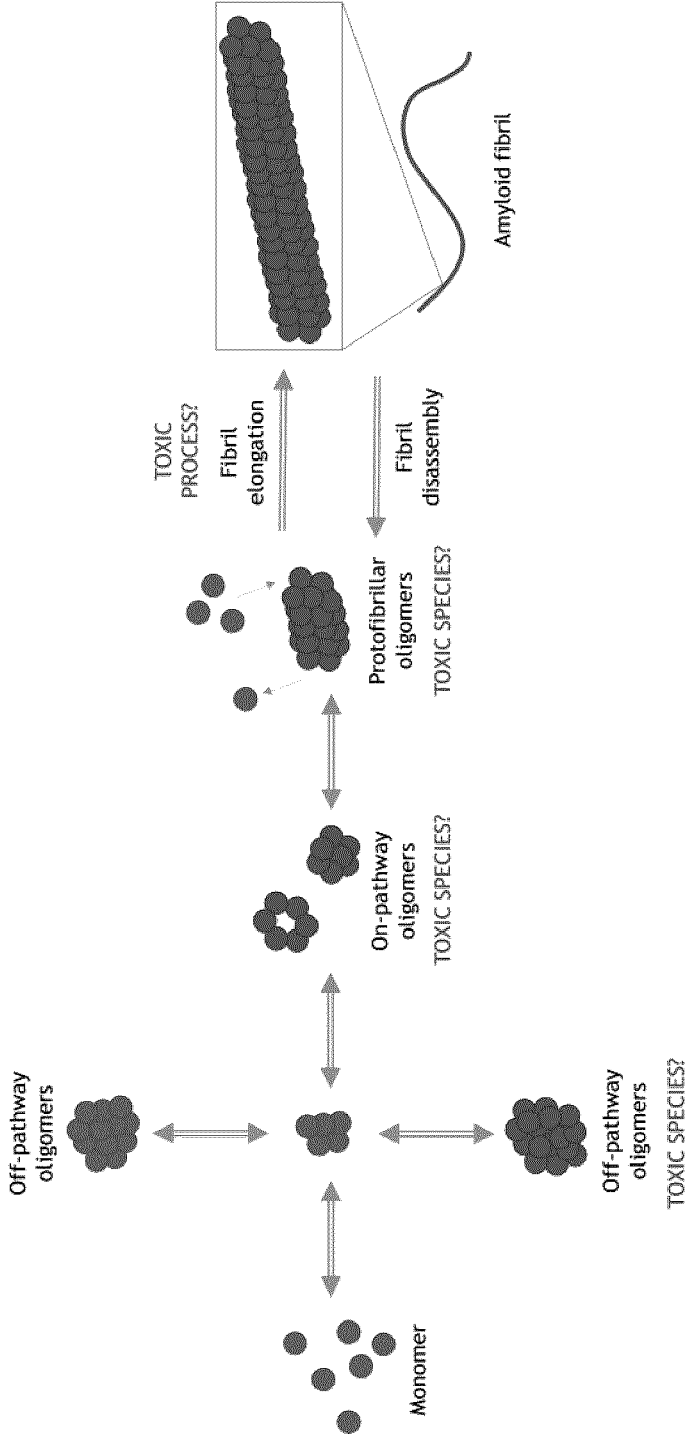 Monomer
Off-pathway
oligomers
Off-pathway
oligomers
TOXIC SPECIES?
On-pathway
oligomers
TOXIC SPECIES?
Protofibrillar
oligomers
TOXIC SPECIES?
TOXIC
PROCESS?
Fibril
elongation
Fibril
disassembly
Amyloid fibril